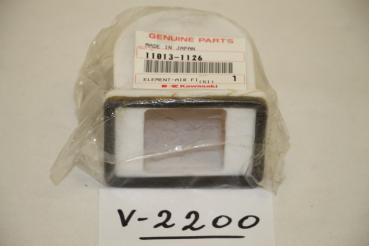 GENUINE PARTS
MADE IN JAPAN
11013-1126
ELEMENT-AIR FI
1
Kawasaki
V-2200